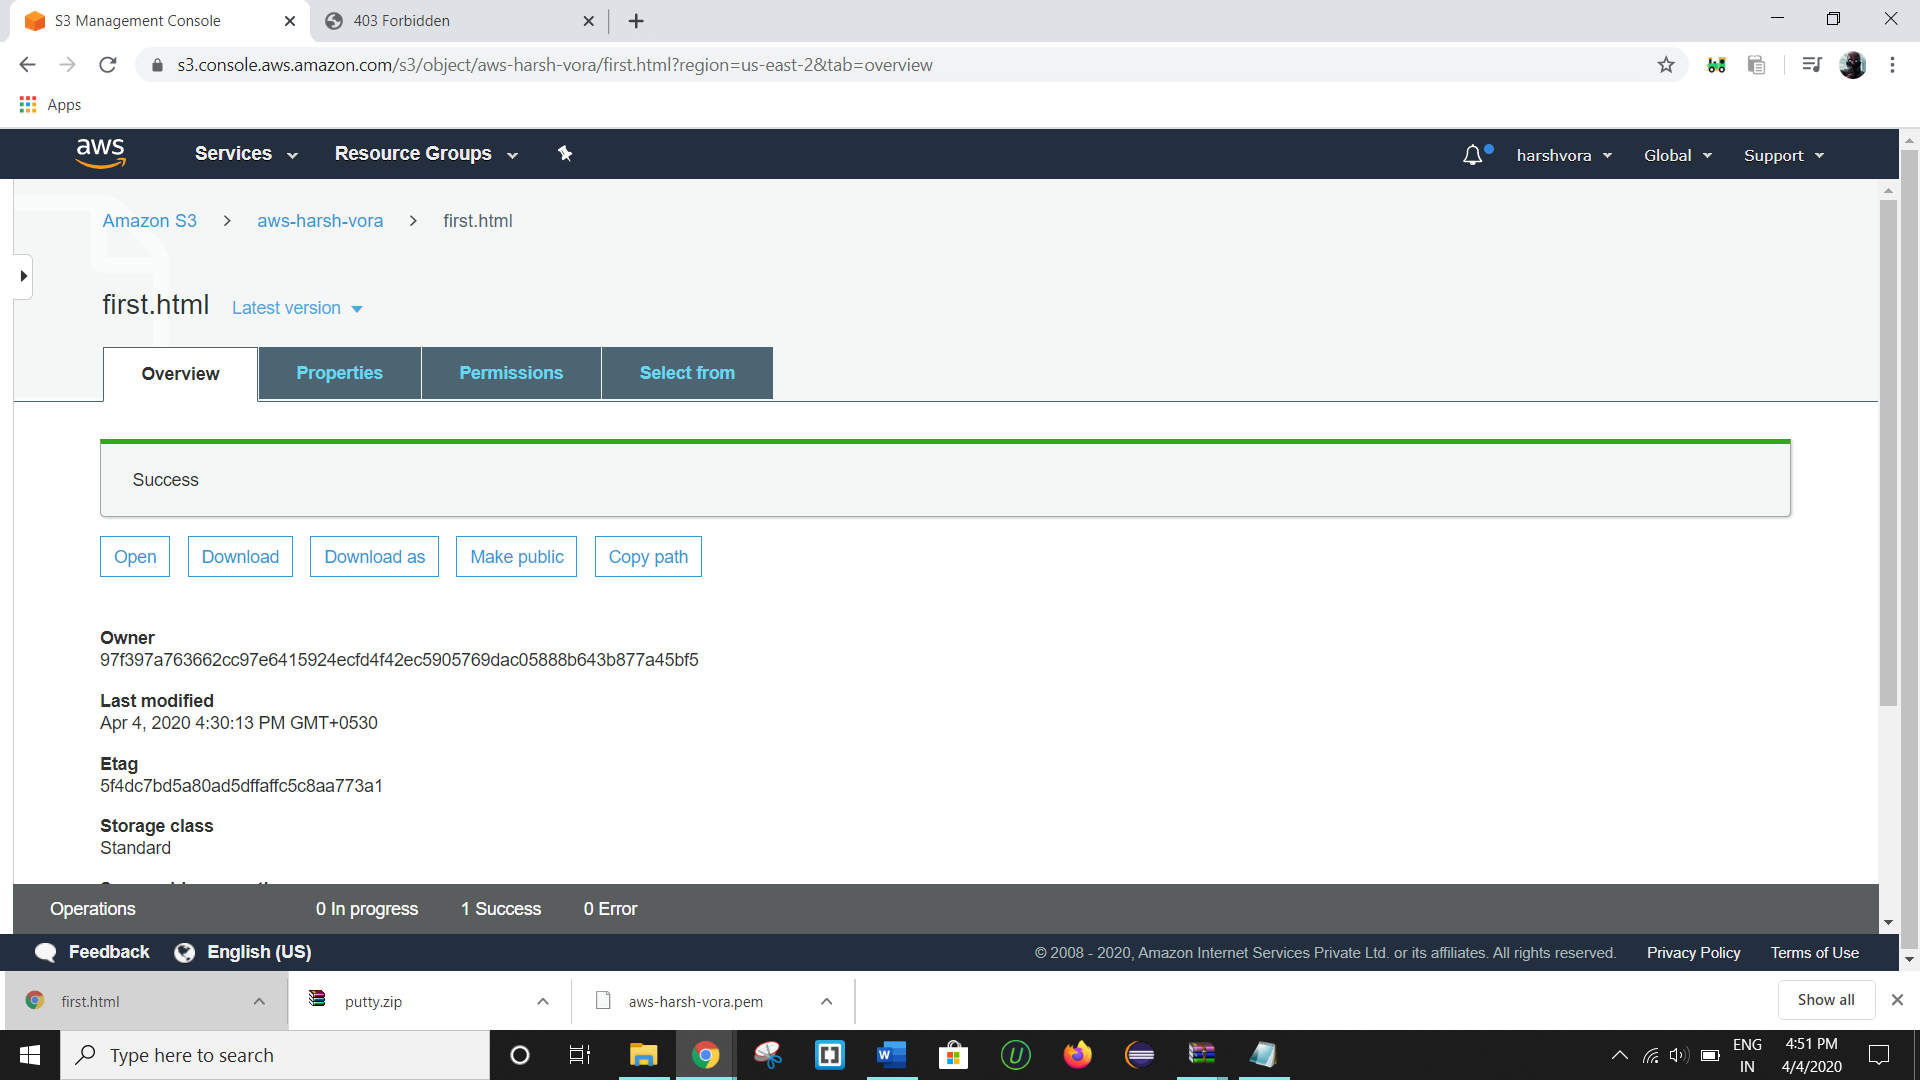 S3 Management Console
403 Forbidden
s3.console.aws.amazon.com/s3/object/aws-harsh-vora/first.html?region=us-east-2&tab=overview
Apps
aws
Services
Resource Groups
harshvora
Global
Support
Amazon S3 > aws-harsh-vora > first.html
first.html Latest version
Overview
Properties
Permissions
Select from
Success
Open
Download
Download as
Make public
Copy path
Owner
97f397a763662cc97e6415924ecfd4f42ec5905769dac05888b643b877a45bf5
Last modified
Apr 4, 2020 4:30:13 PM GMT+0530
Etag
5f4dc7bd5a80ad5dffaffc5c8aa773a1
Storage class
Standard
Operations 0 In progress 1 Success 0 Error
Feedback English (US)
© 2008 - 2020, Amazon Internet Services Private Ltd. or its affiliates. All rights reserved. Privacy Policy Terms of Use
first.html
putty.zip
aws-harsh-vora.pem
Show all
Type here to search
ENG
IN
4:51 PM
4/4/2020